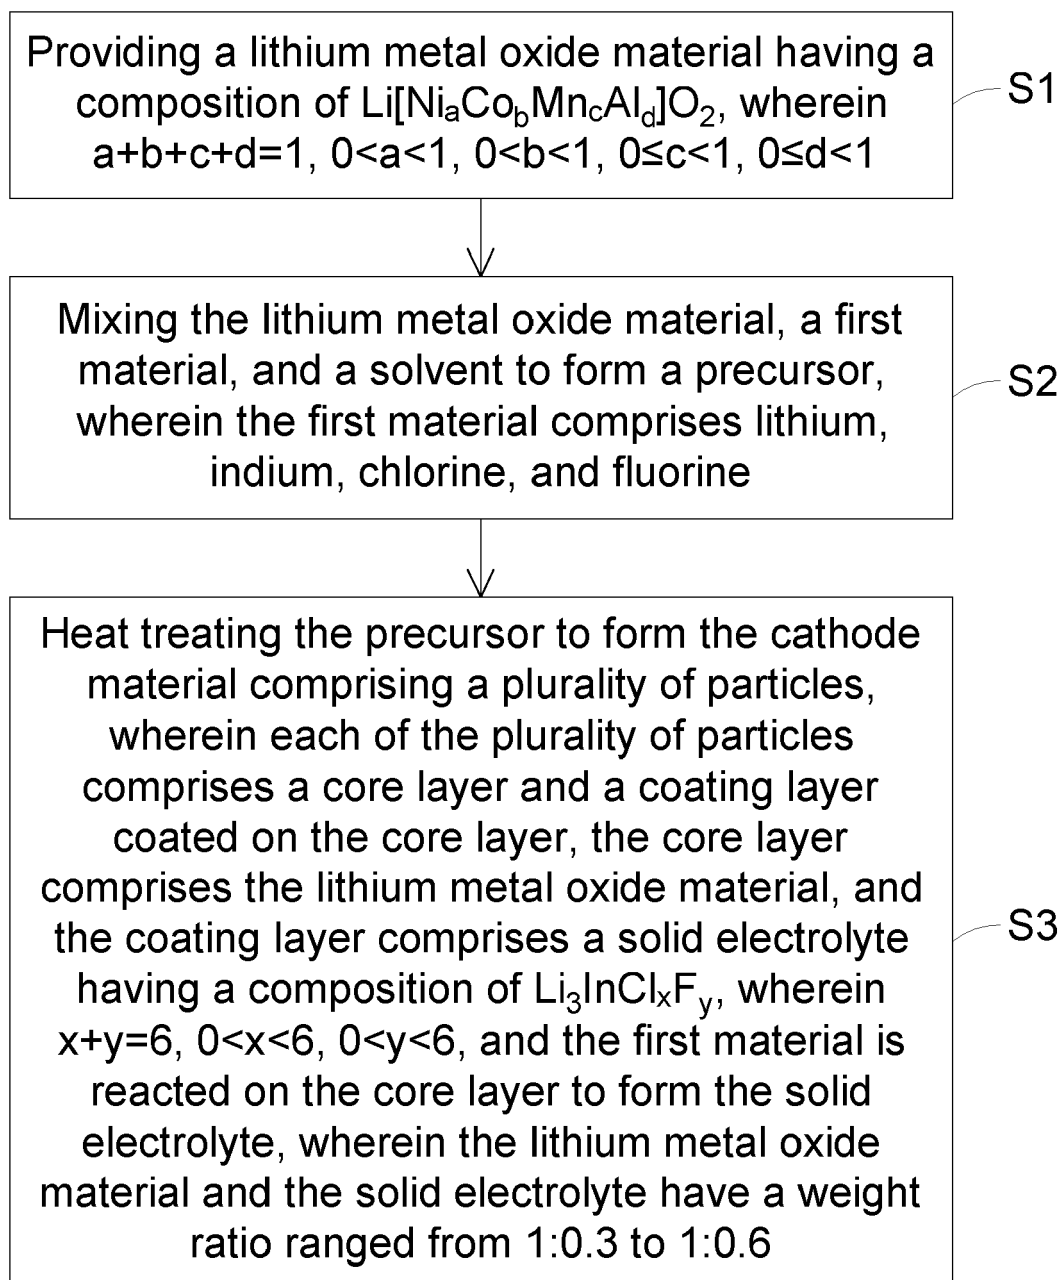 Providing a lithium metal oxide material having a
composition of Li[NiₐCo_bMn_cAl_d]O₂, wherein
a+b+c+d=1, 0<a<1, 0<b<1, 0≤c<1, 0≤d<1
S1
Mixing the lithium metal oxide material, a first
material, and a solvent to form a precursor,
wherein the first material comprises lithium,
indium, chlorine, and fluorine
S2
Heat treating the precursor to form the cathode
material comprising a plurality of particles,
wherein each of the plurality of particles
comprises a core layer and a coating layer
coated on the core layer, the core layer
comprises the lithium metal oxide material, and
the coating layer comprises a solid electrolyte
having a composition of Li₃InClₓF_y, wherein
x+y=6, 0<x<6, 0<y<6, and the first material is
reacted on the core layer to form the solid
electrolyte, wherein the lithium metal oxide
material and the solid electrolyte have a weight
ratio ranged from 1:0.3 to 1:0.6
S3